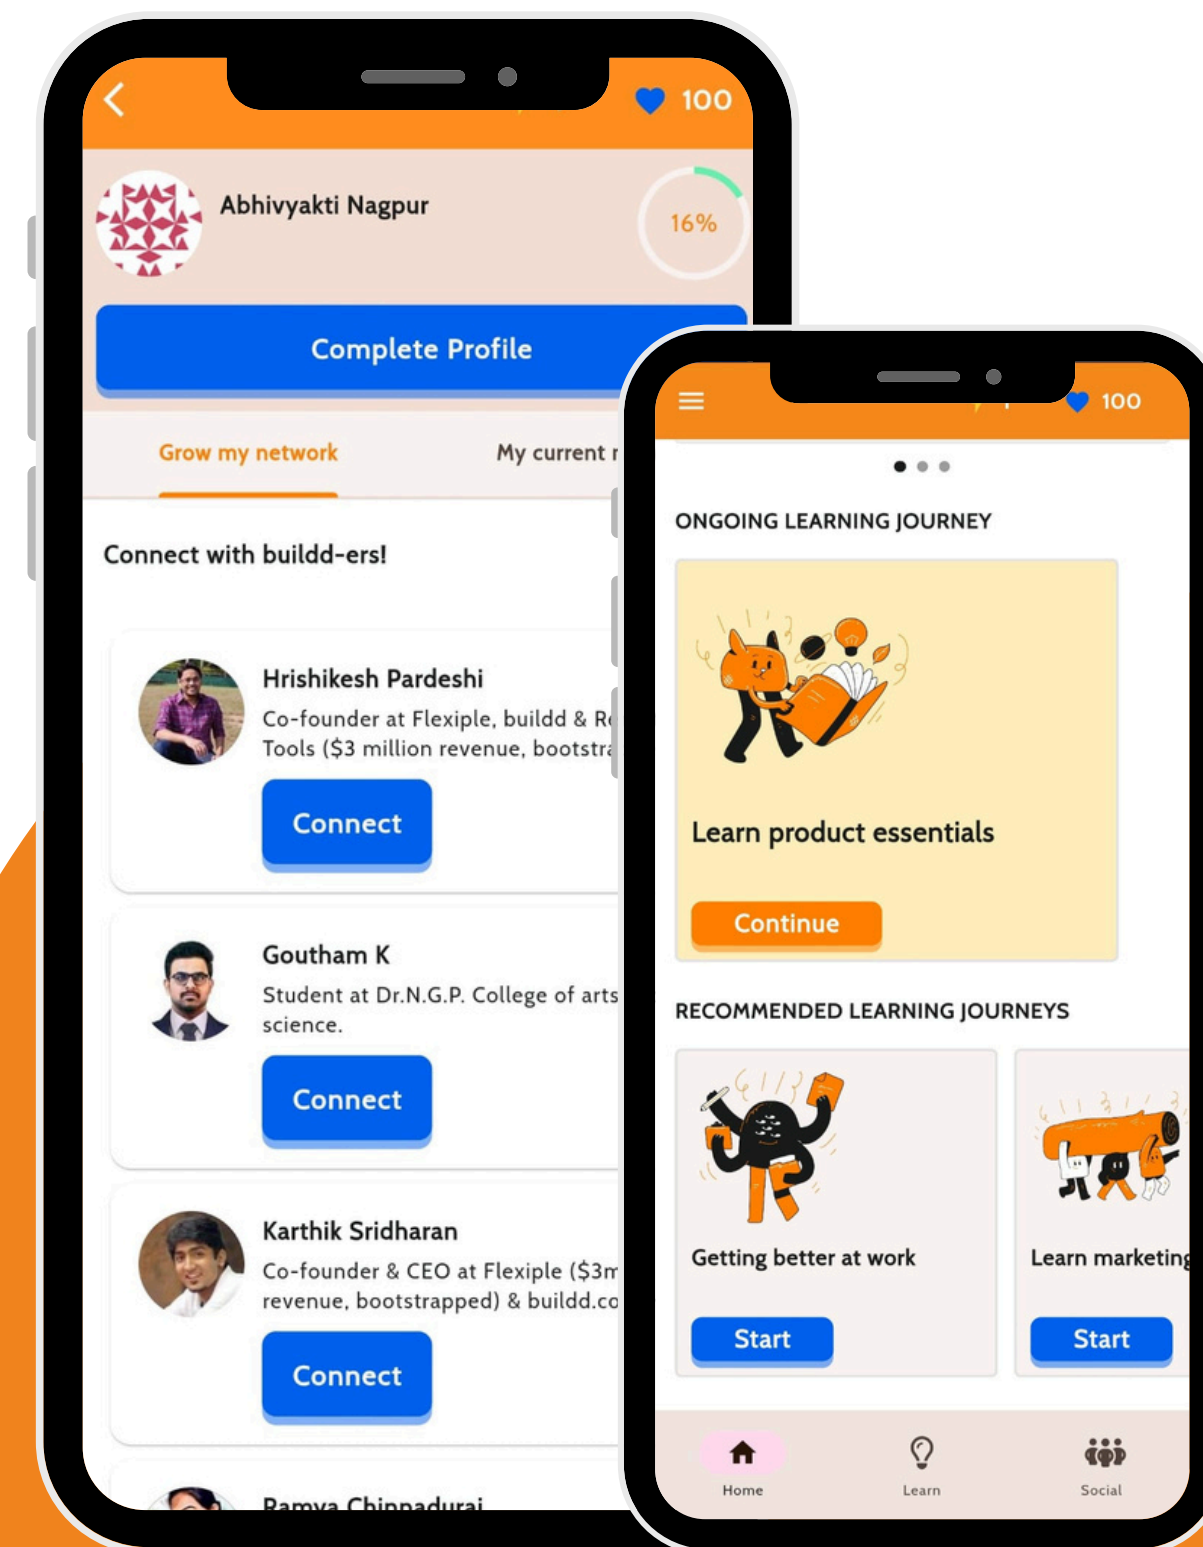 100
Abhivyakti Nagpur
16%
Complete Profile
Grow my network
My current
Connect with buildd-ers!
Hrishikesh Pardeshi
Co-founder at Flexiple, buildd &
Tools ($3 million revenue,
Connect
Goutham K
Student at Dr.N.G.P. College of arts
science.
Connect
Karthik Sridharan
Co-founder & CEO at Flexiple ($3m
revenue, bootstrapped) & buildd.co
Connect
Ramya Chinnadurai
100
ONGOING LEARNING JOURNEY
Learn product essentials
Continue
RECOMMENDED LEARNING JOURNEYS
Getting better at work
Start
Learn marketing
Start
Home
Learn
Social